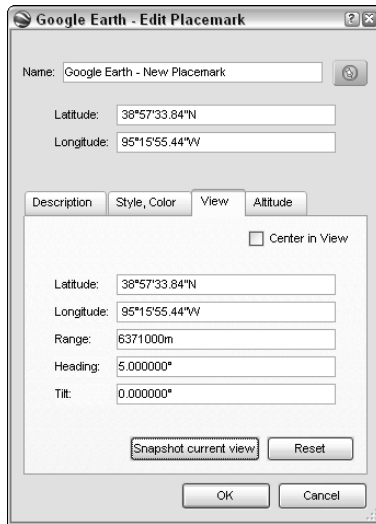 Google Earth - Edit Placemark
Name: Google Earth - New Placemark
Latitude: 38°57'33.84"N
Longitude: 95°15'55.44"W
Description Style, Color View Altitude
Center in View
Latitude: 38°57'33.84"N
Longitude: 95°15'55.44"W
Range: 6371000m
Heading: 5.000000°
Tilt: 0.000000°
Snapshot current view Reset
OK Cancel